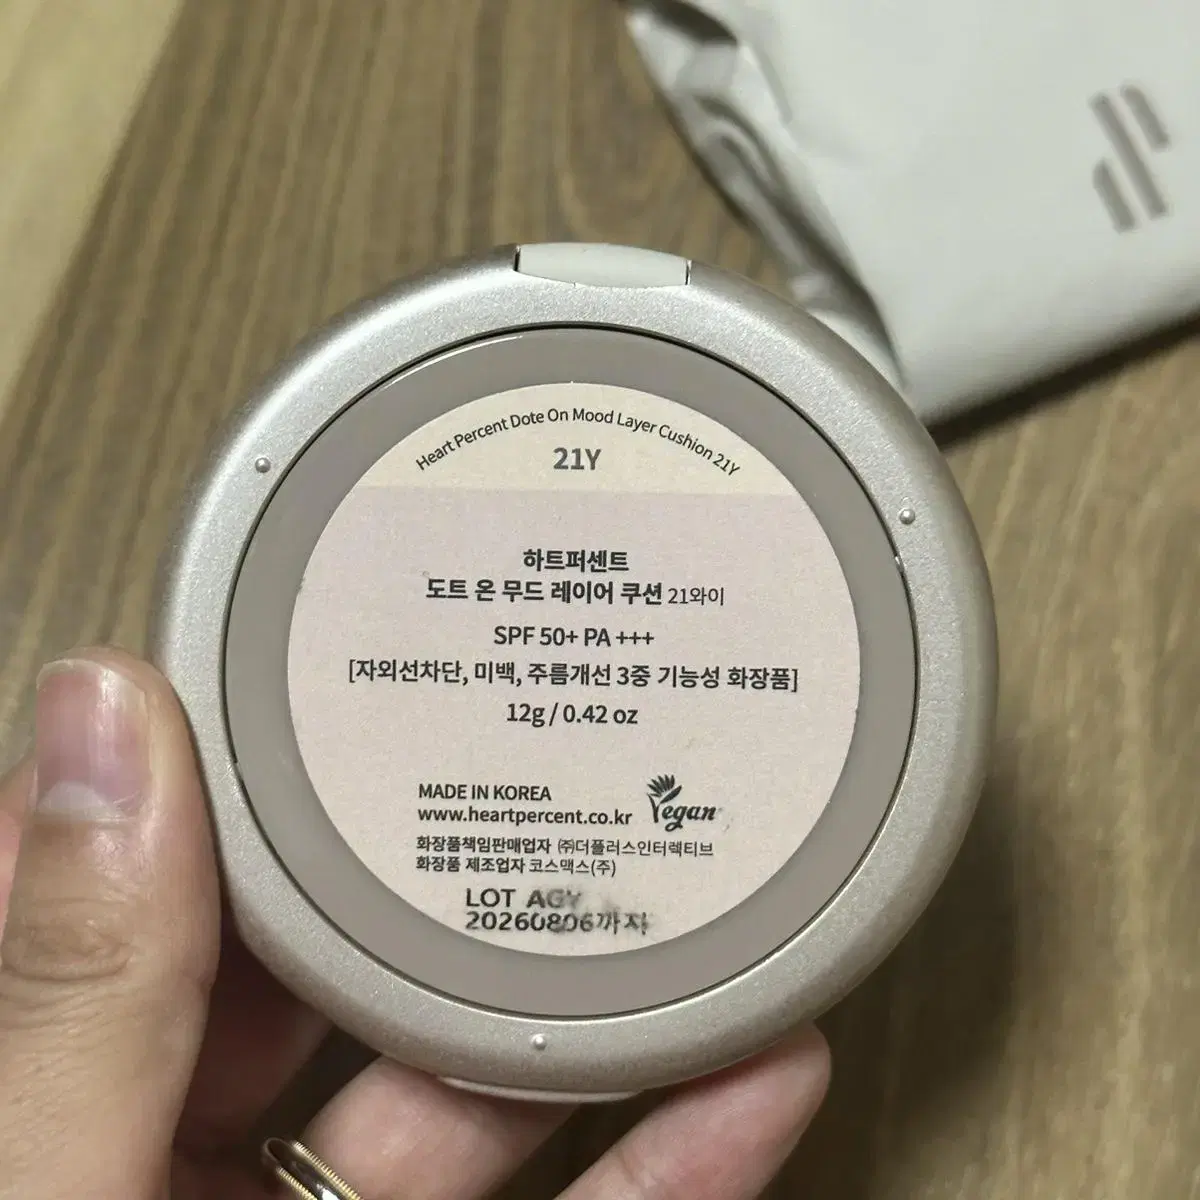 Heart Percent Dote On Mood Layer Cushion 21Y
21Y
하트퍼센트
도트 온 무드 레이어 쿠션 21와이
SPF 50+ PA +++
[자외선차단, 미백, 주름개선 3중 기능성 화장품]
12g / 0.42 oz
MADE IN KOREA
www.heartpercent.co.kr
Vegan
화장품책임판매업자 ㈜더플러스인터렉티브
화장품 제조업자 코스맥스(주)
LOT AGY
20260806까지